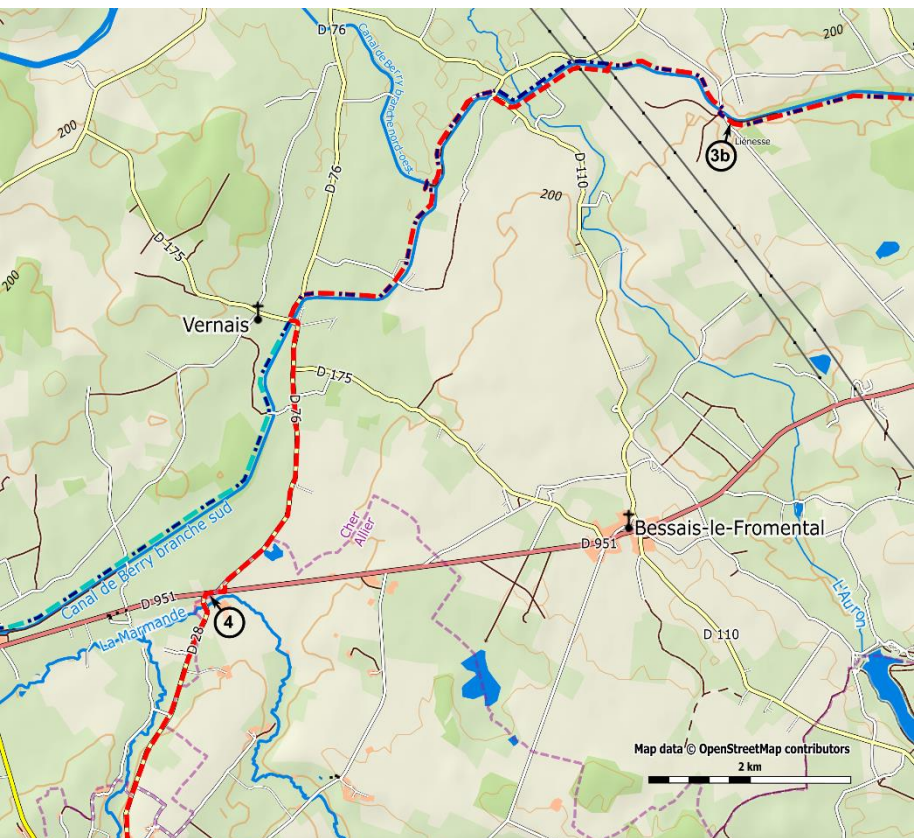 D 76
200
Canal de Berry branche nord-oest
200
Liénesse
3b
D 76
D 110
200
D 175
200
Vernais
D 175
D 76
Cher
Allier
Canal de Berry branche sud
Bessais-le-Fromental
D 951
D 951
La Marmande
4
L'Auron
D 28
D 110
Map data © OpenStreetMap contributors
2 km